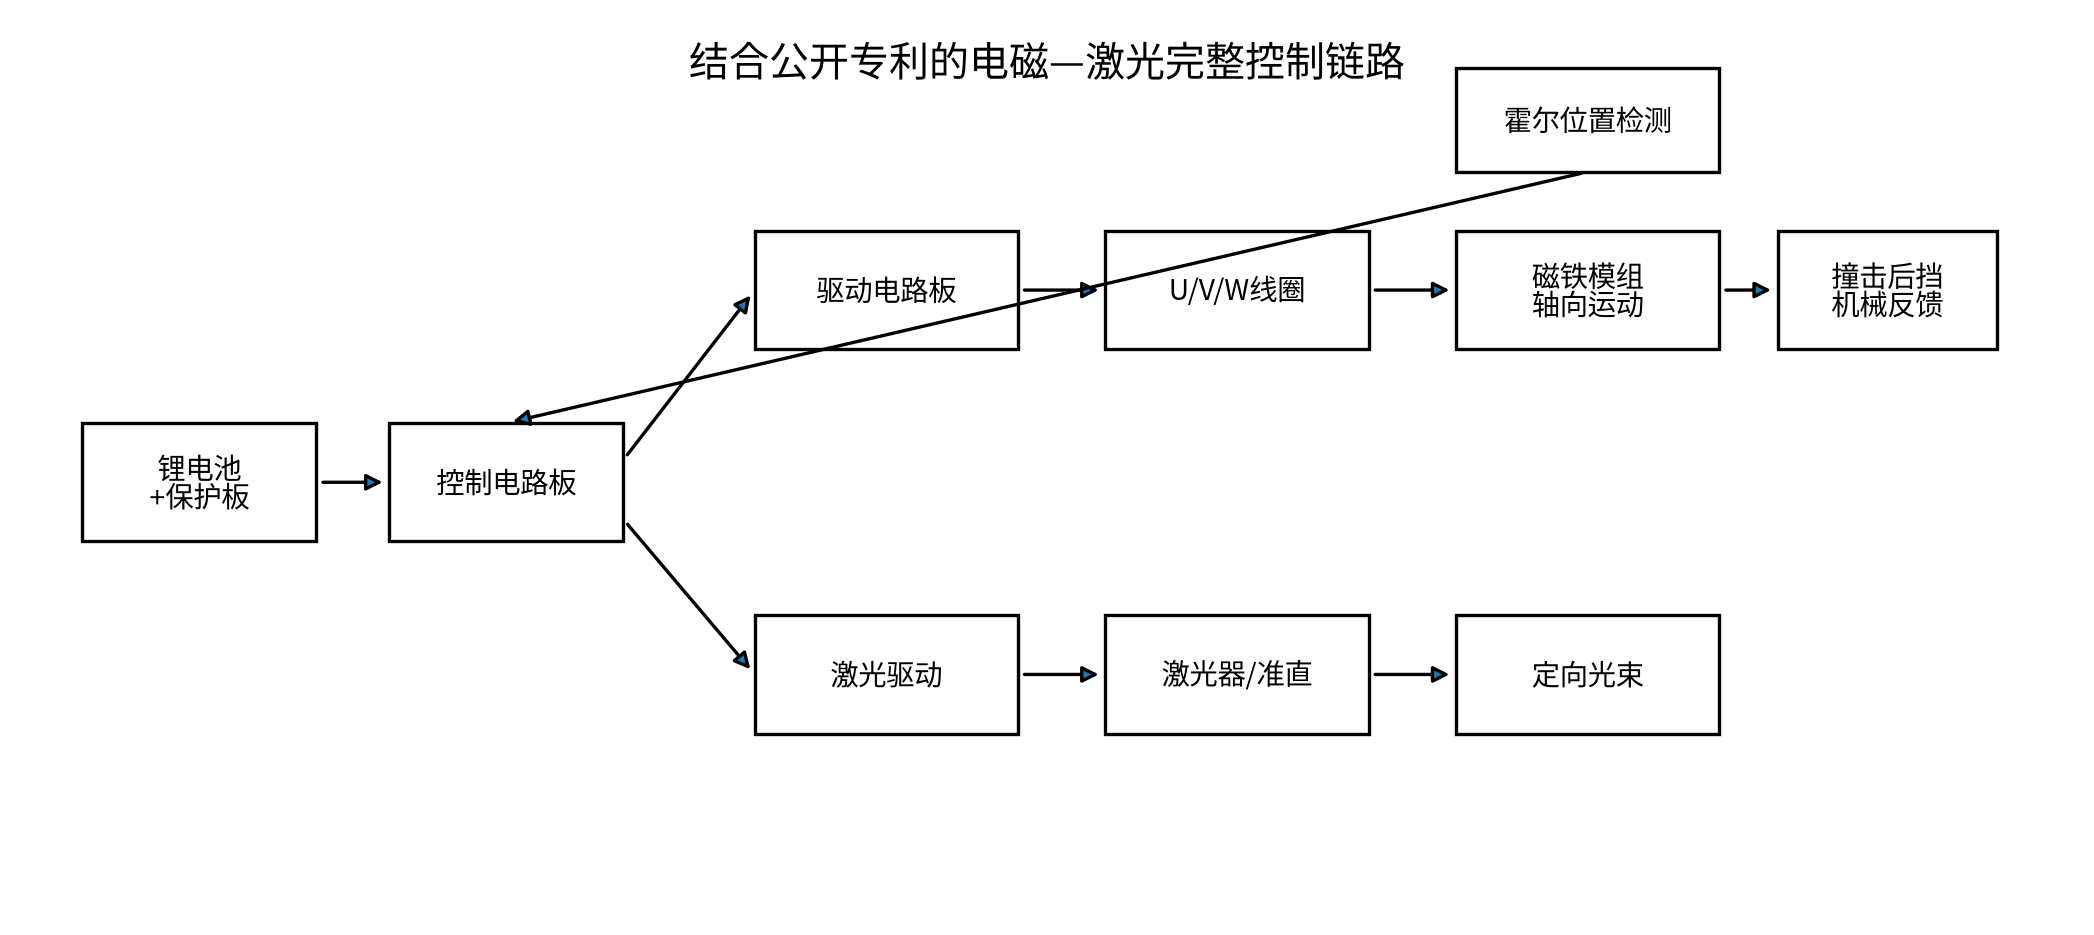 结合公开专利的电磁—激光完整控制链路
霍尔位置检测
驱动电路板
U/V/W线圈
磁铁模组
轴向运动
撞击后挡
机械反馈
锂电池
+保护板
控制电路板
激光驱动
激光器/准直
定向光束